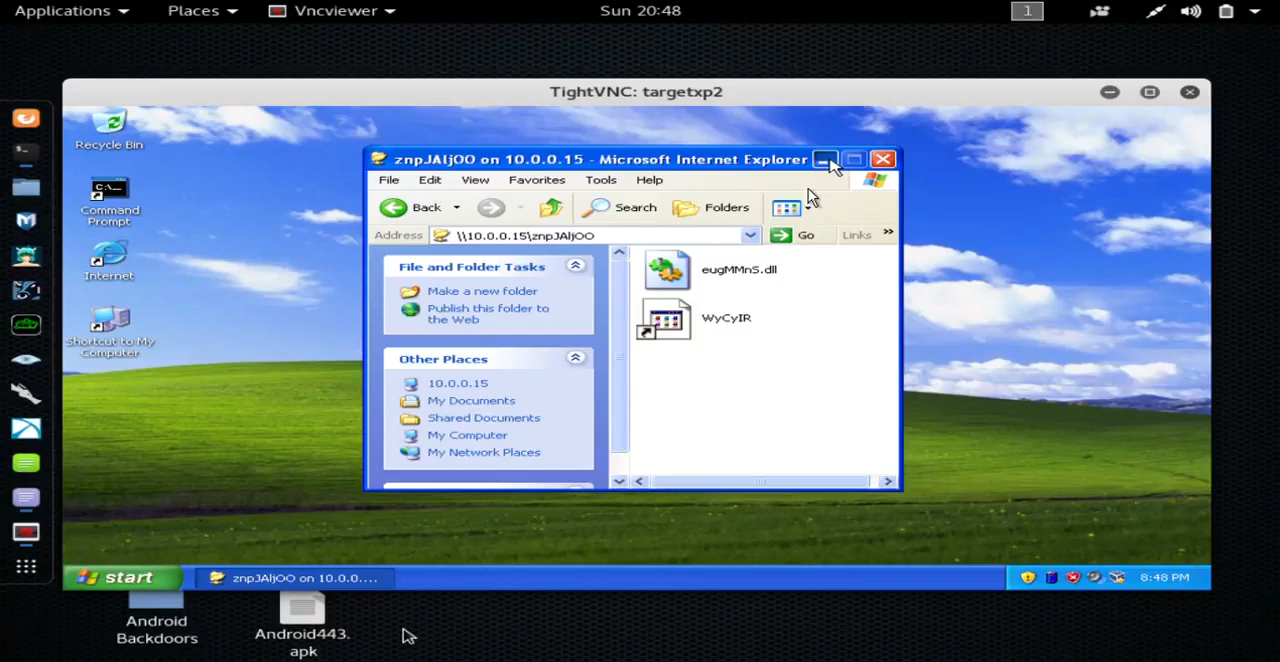 Applications Places Vncviewer Sun 20:48 1
TightVNC: targetxp2
Recycle Bin
Command
Prompt
Internet
Shortcut to My
Computer
znpJAIjOO on 10.0.0.15 - Microsoft Internet Explorer
File Edit View Favorites Tools Help
Back Search Folders
Address \\10.0.0.15\znpJAIjOO Go Links »
File and Folder Tasks
Make a new folder
Publish this folder to
the Web
Other Places
10.0.0.15
My Documents
Shared Documents
My Computer
My Network Places
eugMMnS.dll
WyCyIR
start znpJAIjOO on 10.0.0.... 8:48 PM
Android
Backdoors
Android443.
apk